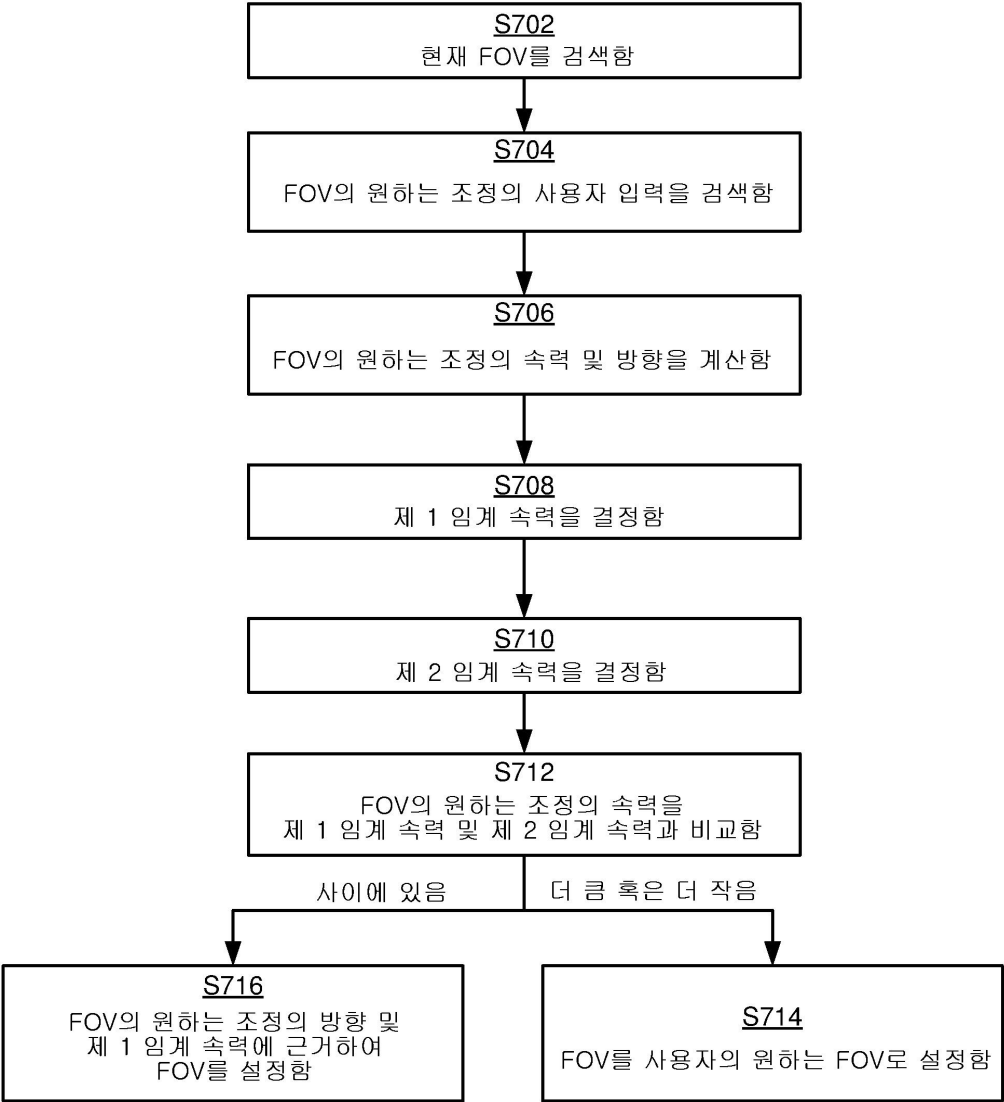 S702
현재 FOV를 검색함
S704
FOV의 원하는 조정의 사용자 입력을 검색함
S706
FOV의 원하는 조정의 속력 및 방향을 계산함
S708
제 1 임계 속력을 결정함
S710
제 2 임계 속력을 결정함
S712
FOV의 원하는 조정의 속력을
제 1 임계 속력 및 제 2 임계 속력과 비교함
사이에 있음
더 큼 혹은 더 작음
S716
FOV의 원하는 조정의 방향 및
제 1 임계 속력에 근거하여
FOV를 설정함
S714
FOV를 사용자의 원하는 FOV로 설정함